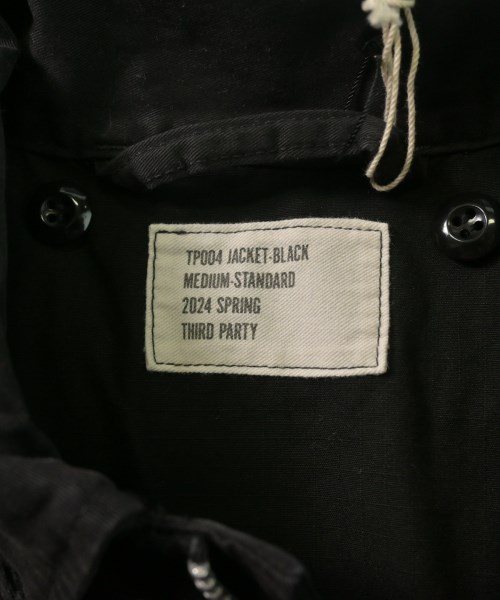 TP004 JACKET-BLACK
MEDIUM-STANDARD
2024 SPRING
THIRD PARTY